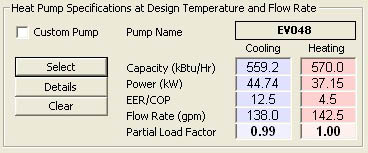 Heat Pump Specifications at Design Temperature and Flow Rate
Custom Pump Pump Name EV048
Cooling Heating
Select Capacity (kBtu/Hr) 559.2 570.0
Power (kW) 44.74 37.15
Details EER/COP 12.5 4.5
Clear Flow Rate (gpm) 138.0 142.5
Partial Load Factor 0.99 1.00